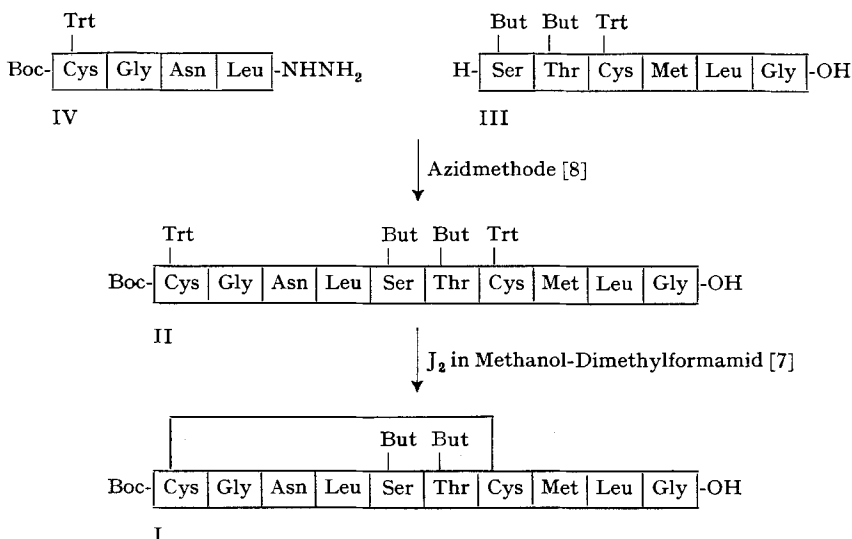 Trt But But Trt
Boc- Cys Gly Asn Leu -NHNH₂ H- Ser Thr Cys Met Leu Gly -OH
IV III
Azidmethode [8]
Trt But But Trt
Boc- Cys Gly Asn Leu Ser Thr Cys Met Leu Gly -OH
II
J₂ in Methanol-Dimethylformamid [7]
But But
Boc- Cys Gly Asn Leu Ser Thr Cys Met Leu Gly -OH
I